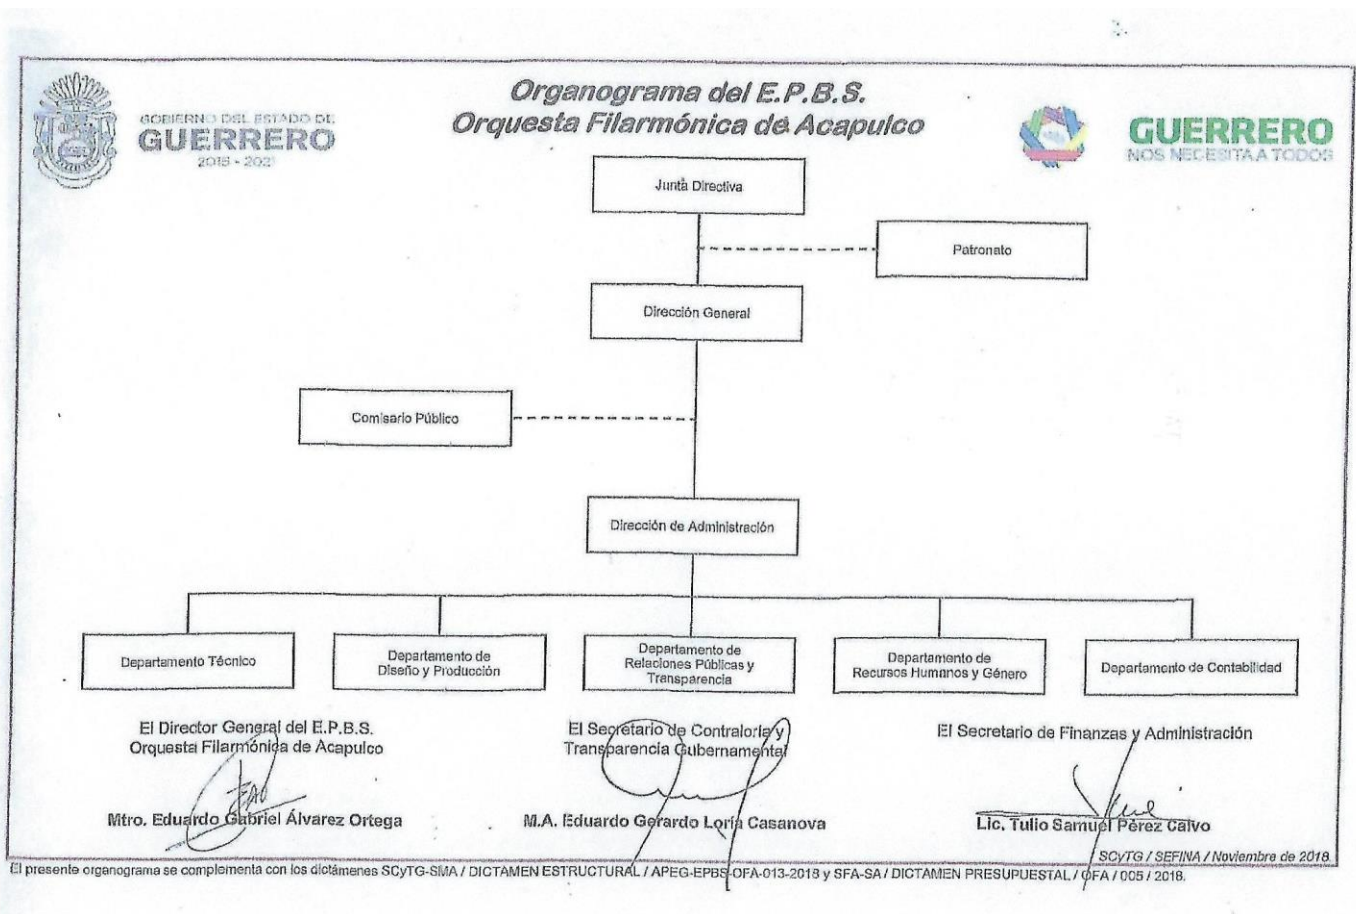 Organograma del E.P.B.S.
Orquesta Filarmónica de Acapulco
GOBIERNO DEL ESTADO DE
GUERRERO
2015 - 2021
GUERRERO
NOS NECESITA A TODOS
Junta Directiva
Patronato
Dirección General
Comisario Público
Dirección de Administración
Departamento Técnico
Departamento de
Diseño y Producción
Departamento de
Relaciones Públicas y
Transparencia
Departamento de
Recursos Humanos y Género
Departamento de Contabilidad
El Director General del E.P.B.S.
Orquesta Filarmónica de Acapulco
Mtro. Eduardo Gabriel Álvarez Ortega
El Secretario de Contraloría y
Transparencia Gubernamental
M.A. Eduardo Gerardo Loría Casanova
El Secretario de Finanzas y Administración
Lic. Tulio Samuel Pérez Calvo
SCyTG / SEFINA / Noviembre de 2018.
El presente organograma se complementa con los dictámenes SCyTG-SMA / DICTAMEN ESTRUCTURAL / APEG-EPBS-OFA-013-2018 y SFA-SA / DICTAMEN PRESUPUESTAL / OFA / 005 / 2018.